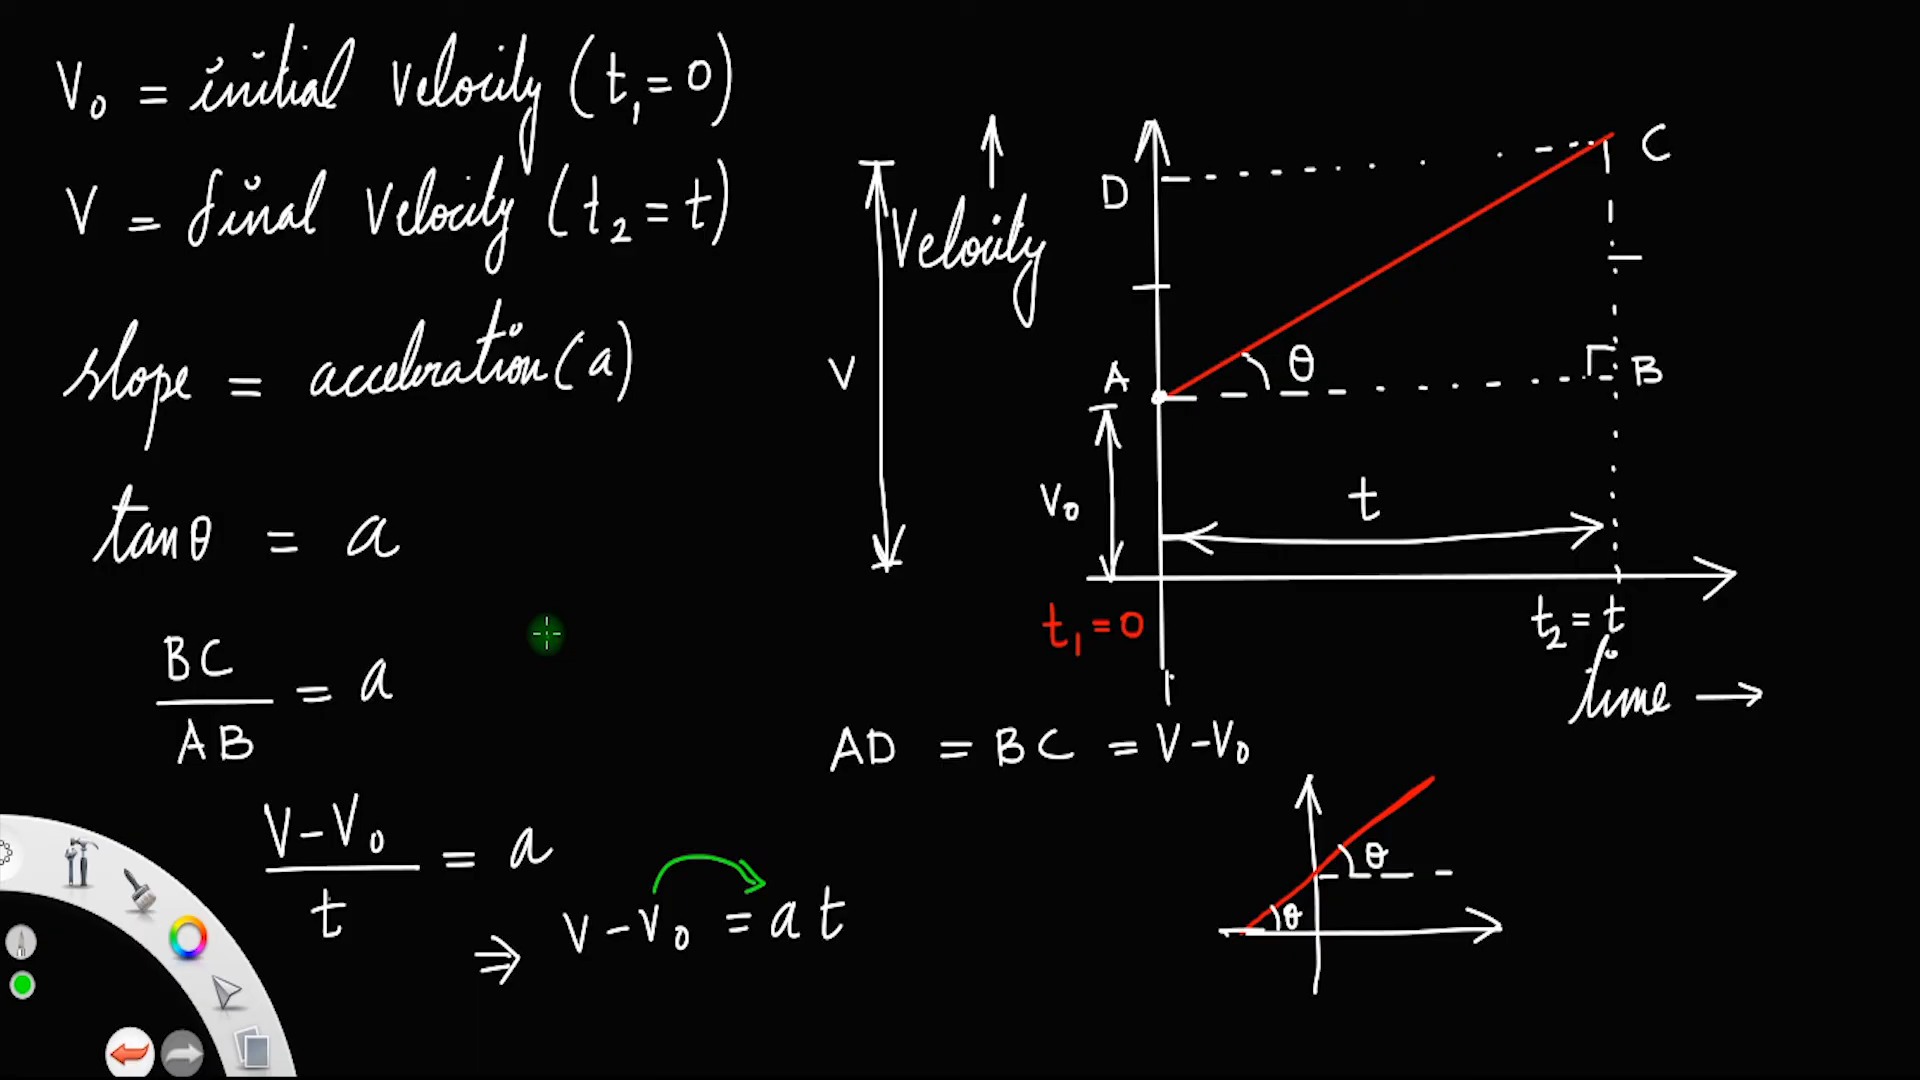 V₀ = initial velocity (t₁ = 0)
V = final velocity (t₂ = t)
slope = acceleration (a)
tanθ = a
BC/AB = a
V-V₀/t = a
⇒ V-V₀ = at
Velocity
V
V₀
D
C
A
θ
B
t
t₁ = 0
t₂ = t
time →
AD = BC = V-V₀
θ
θ